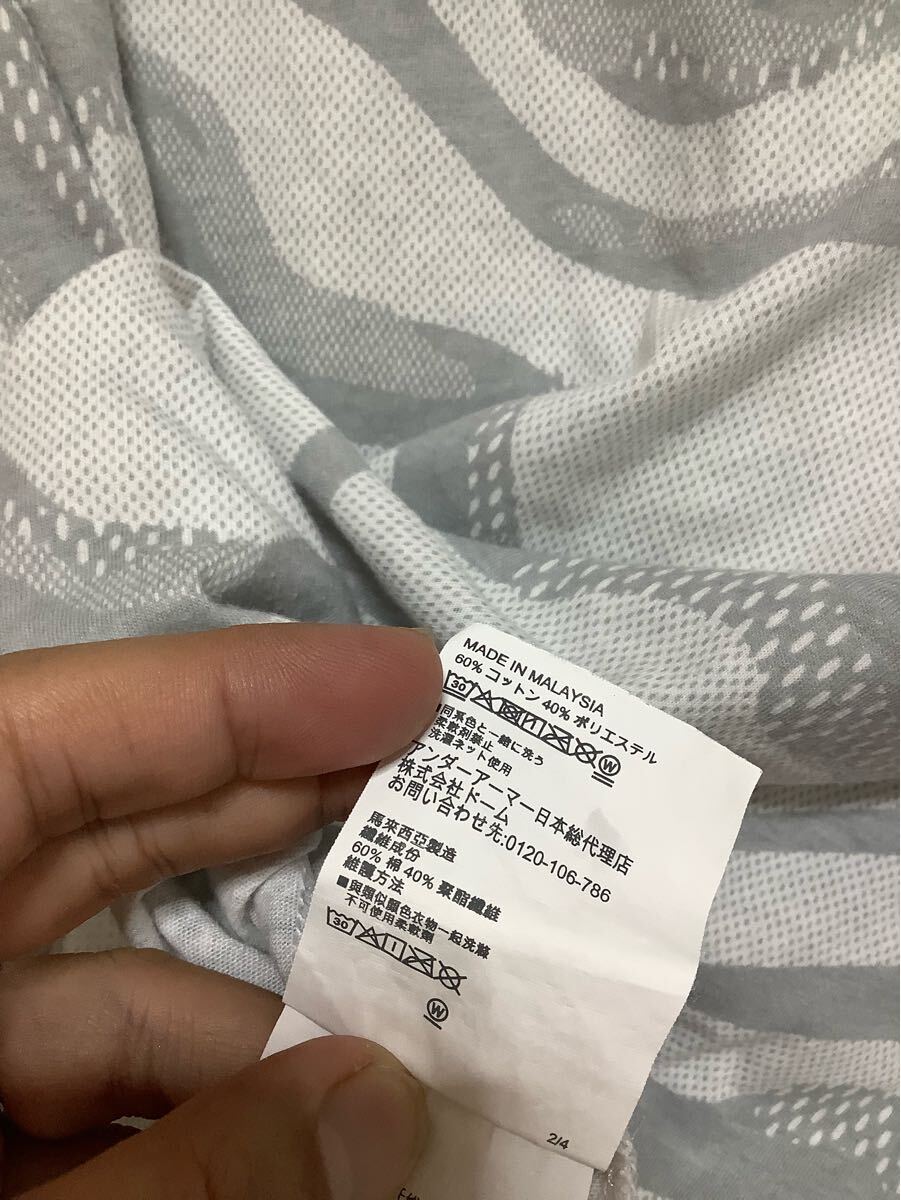 MADE IN MALAYSIA
60% コットン 40% ポリエステル
30 W
■同系色と一緒に洗う
柔軟剤禁止
洗濯ネット使用
アンダーアーマー日本総代理店
株式会社ドーム
お問い合わせ先:0120-106-786
馬來西亞製造
纖維成份
60% 棉 40% 聚酯纖維
維護方法
■與類似顏色衣物一起洗滌
不可使用柔軟劑
30
W
2/4